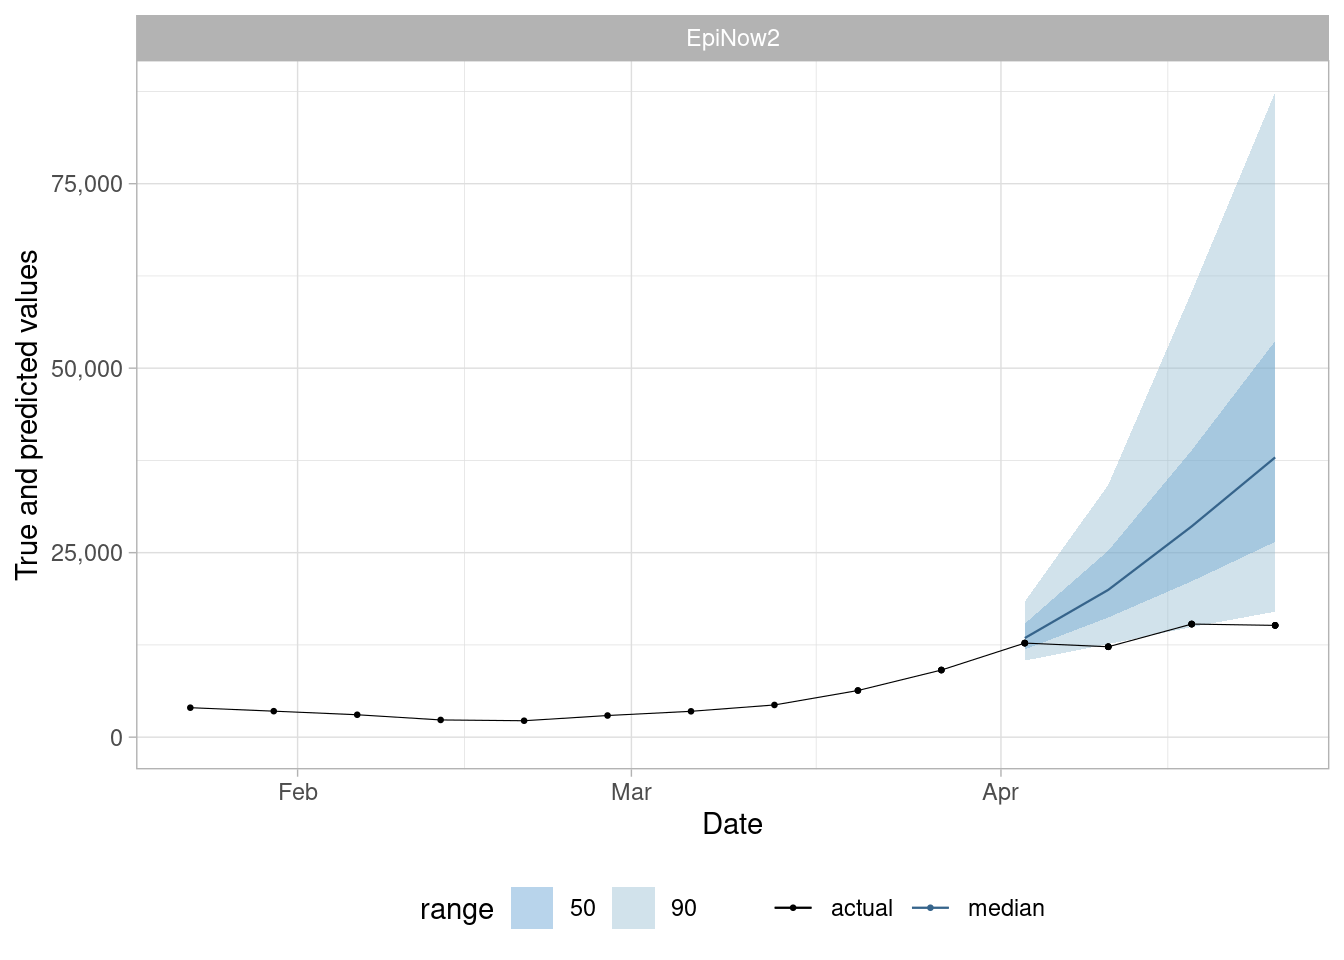 EpiNow2
True and predicted values
75,000
50,000
25,000
0
Feb Mar Apr
Date
range 50 90 actual median